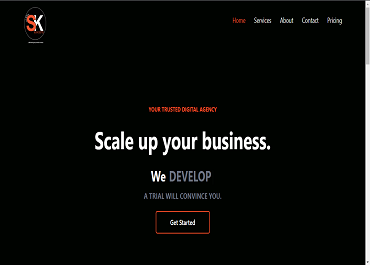 SK
Home Services About Contact Pricing
YOUR TRUSTED DIGITAL AGENCY
Scale up your business.
We DEVELOP
A TRIAL WILL CONVINCE YOU.
Get Started